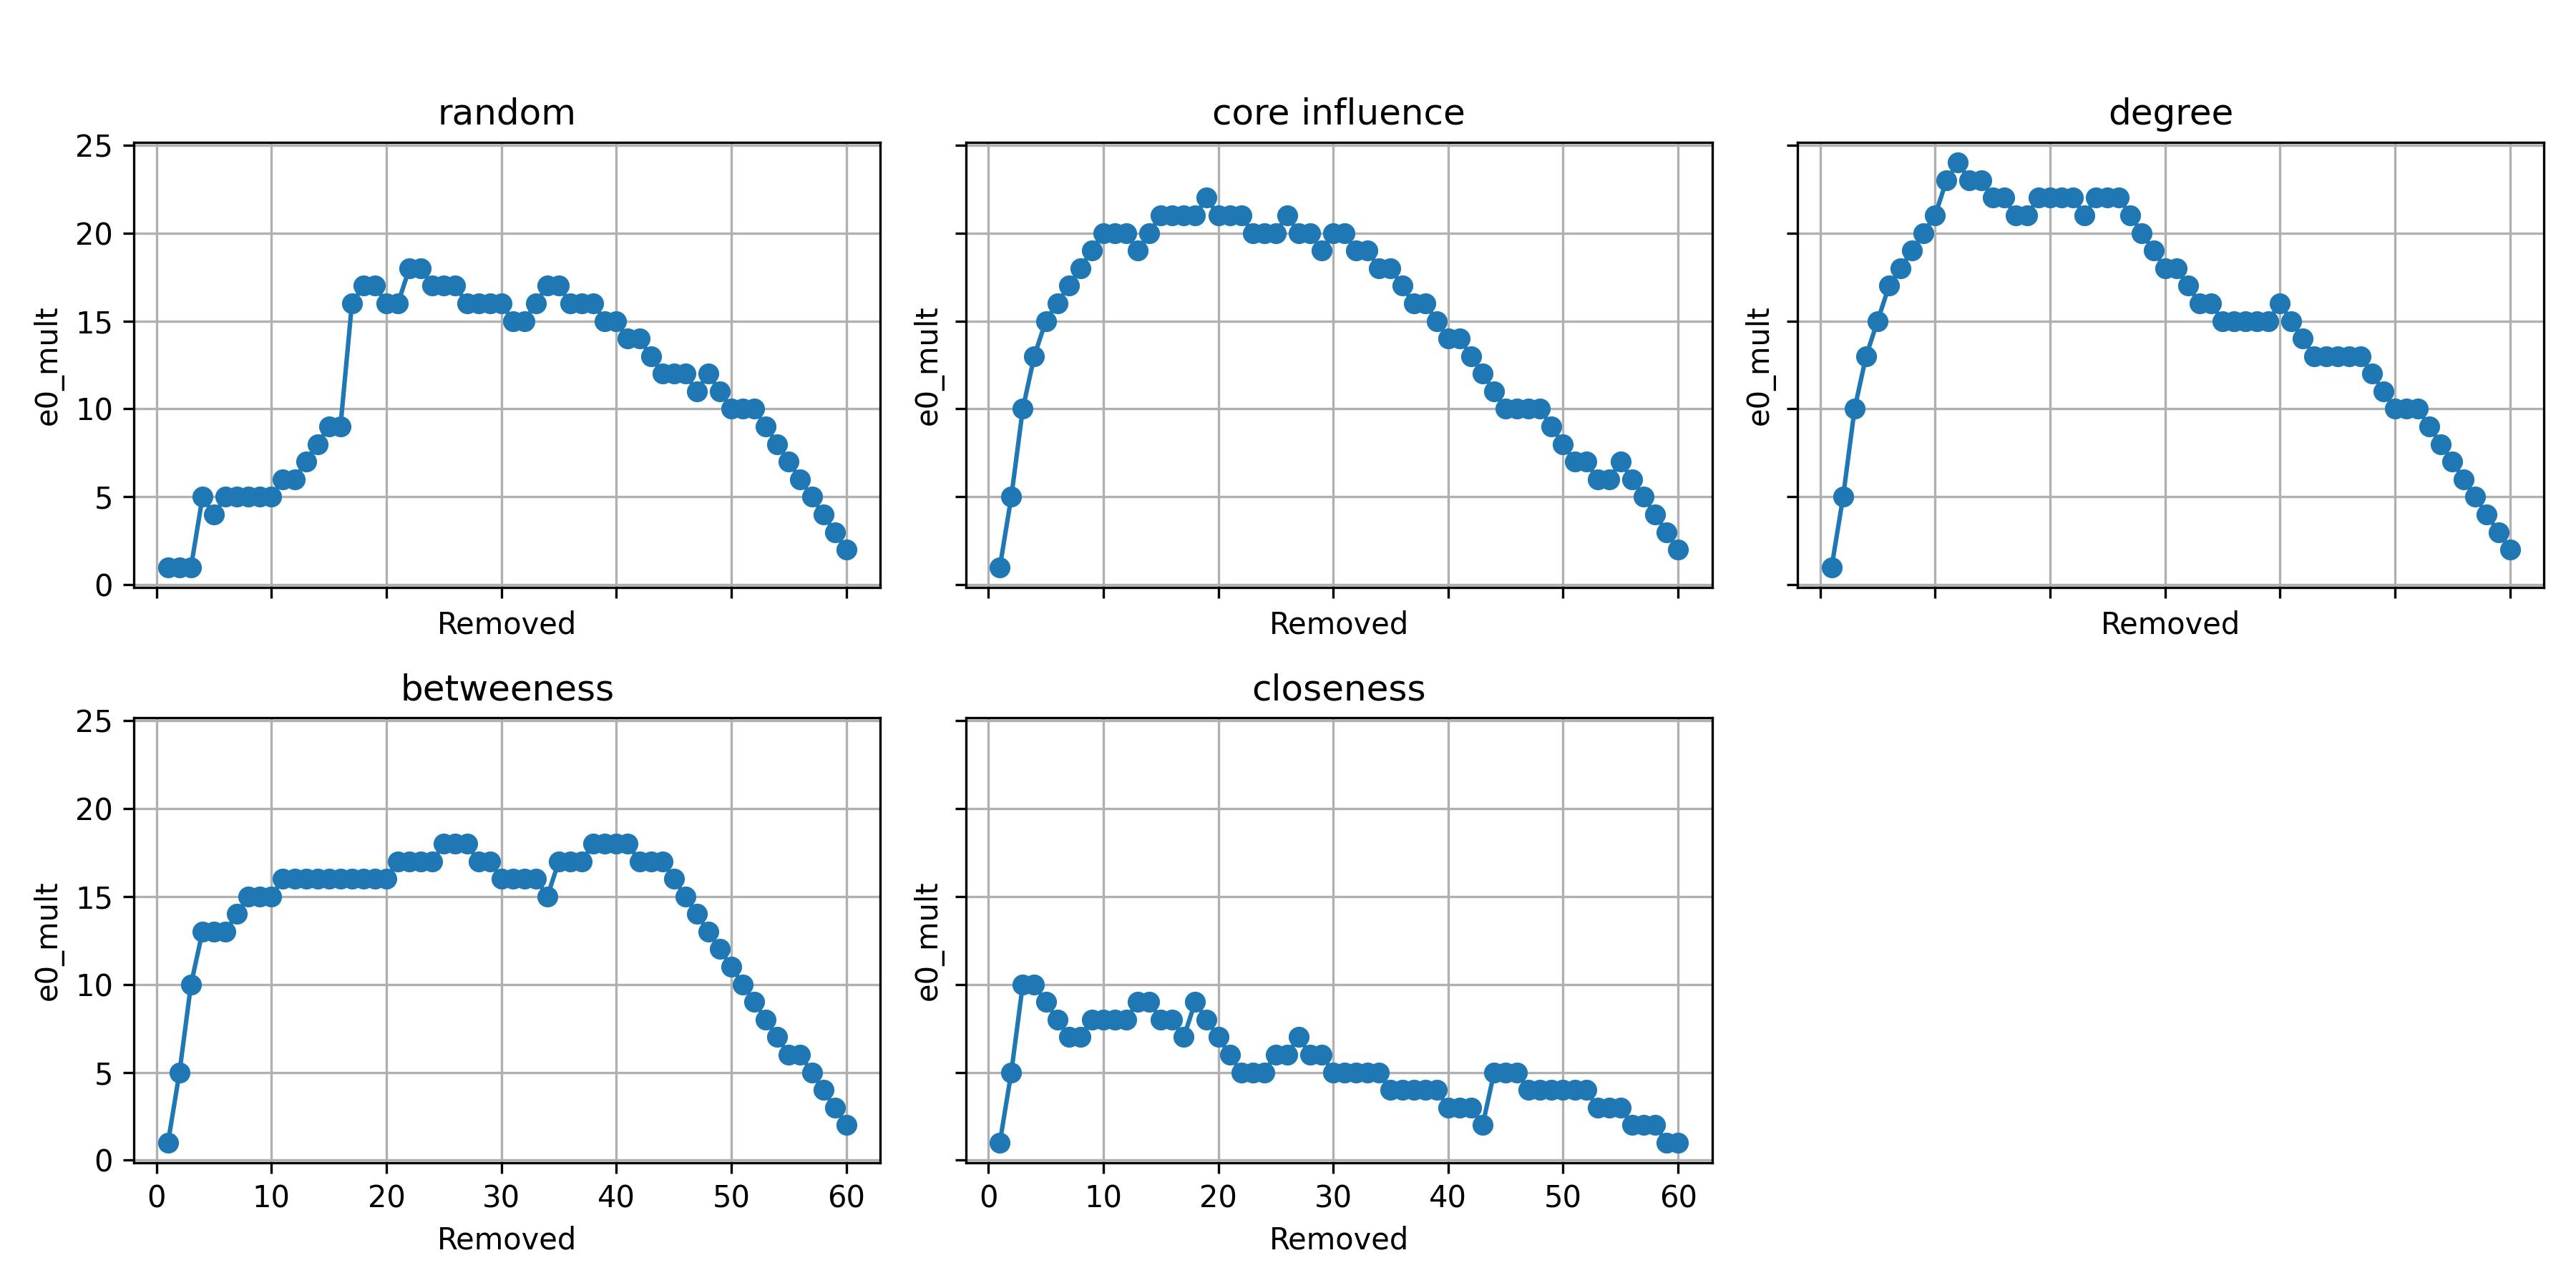 random
core influence
degree
25
20
15
10
5
0
e0_mult
e0_mult
e0_mult
Removed
Removed
Removed
betweeness
closeness
25
20
15
10
5
0
e0_mult
e0_mult
0 10 20 30 40 50 60
0 10 20 30 40 50 60
Removed
Removed